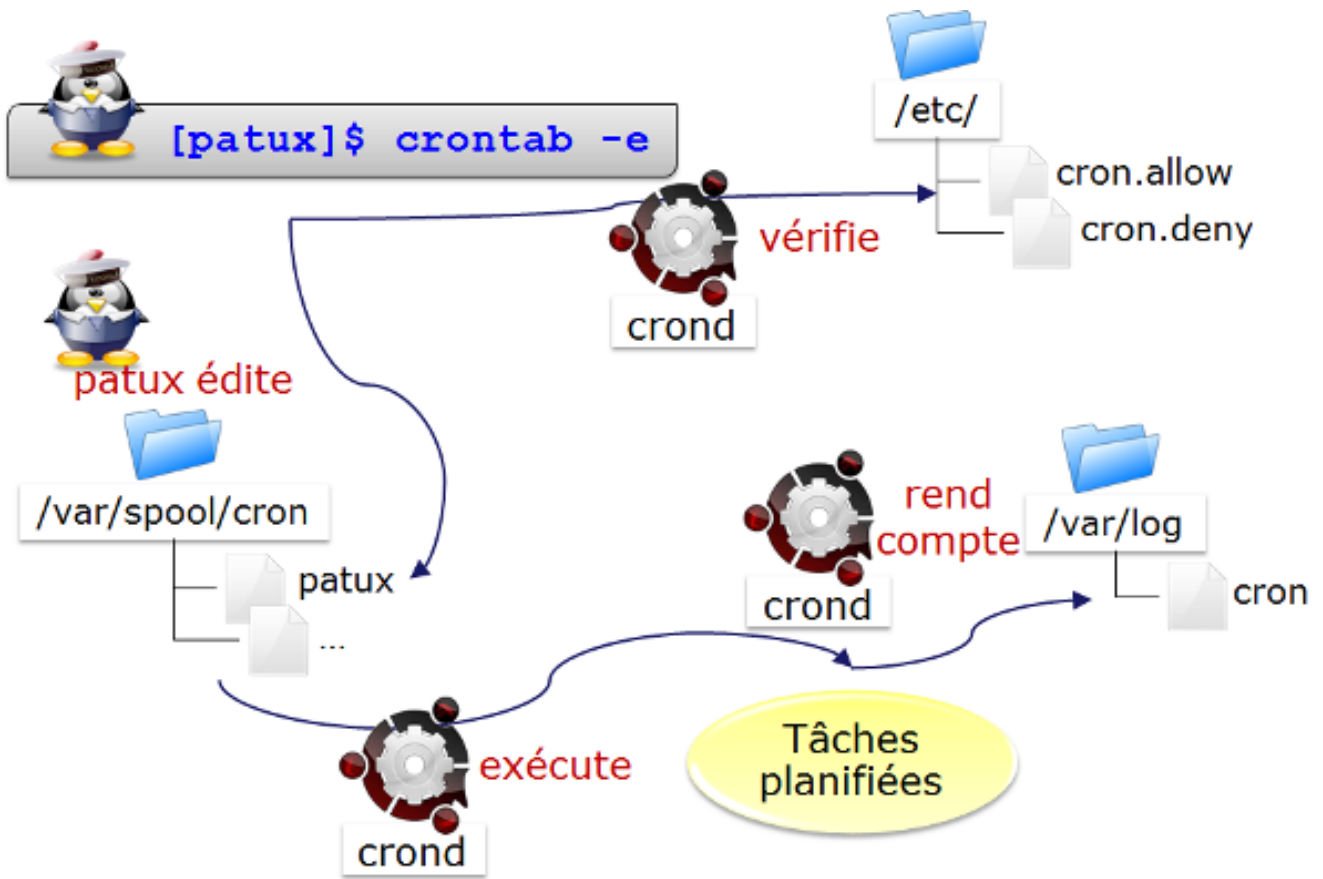 [patux]$ crontab -e
/etc/
cron.allow
cron.deny
vérifie
crond
patux édite
/var/spool/cron
patux
...
rend
compte
crond
/var/log
cron
exécute
crond
Tâches
planifiées